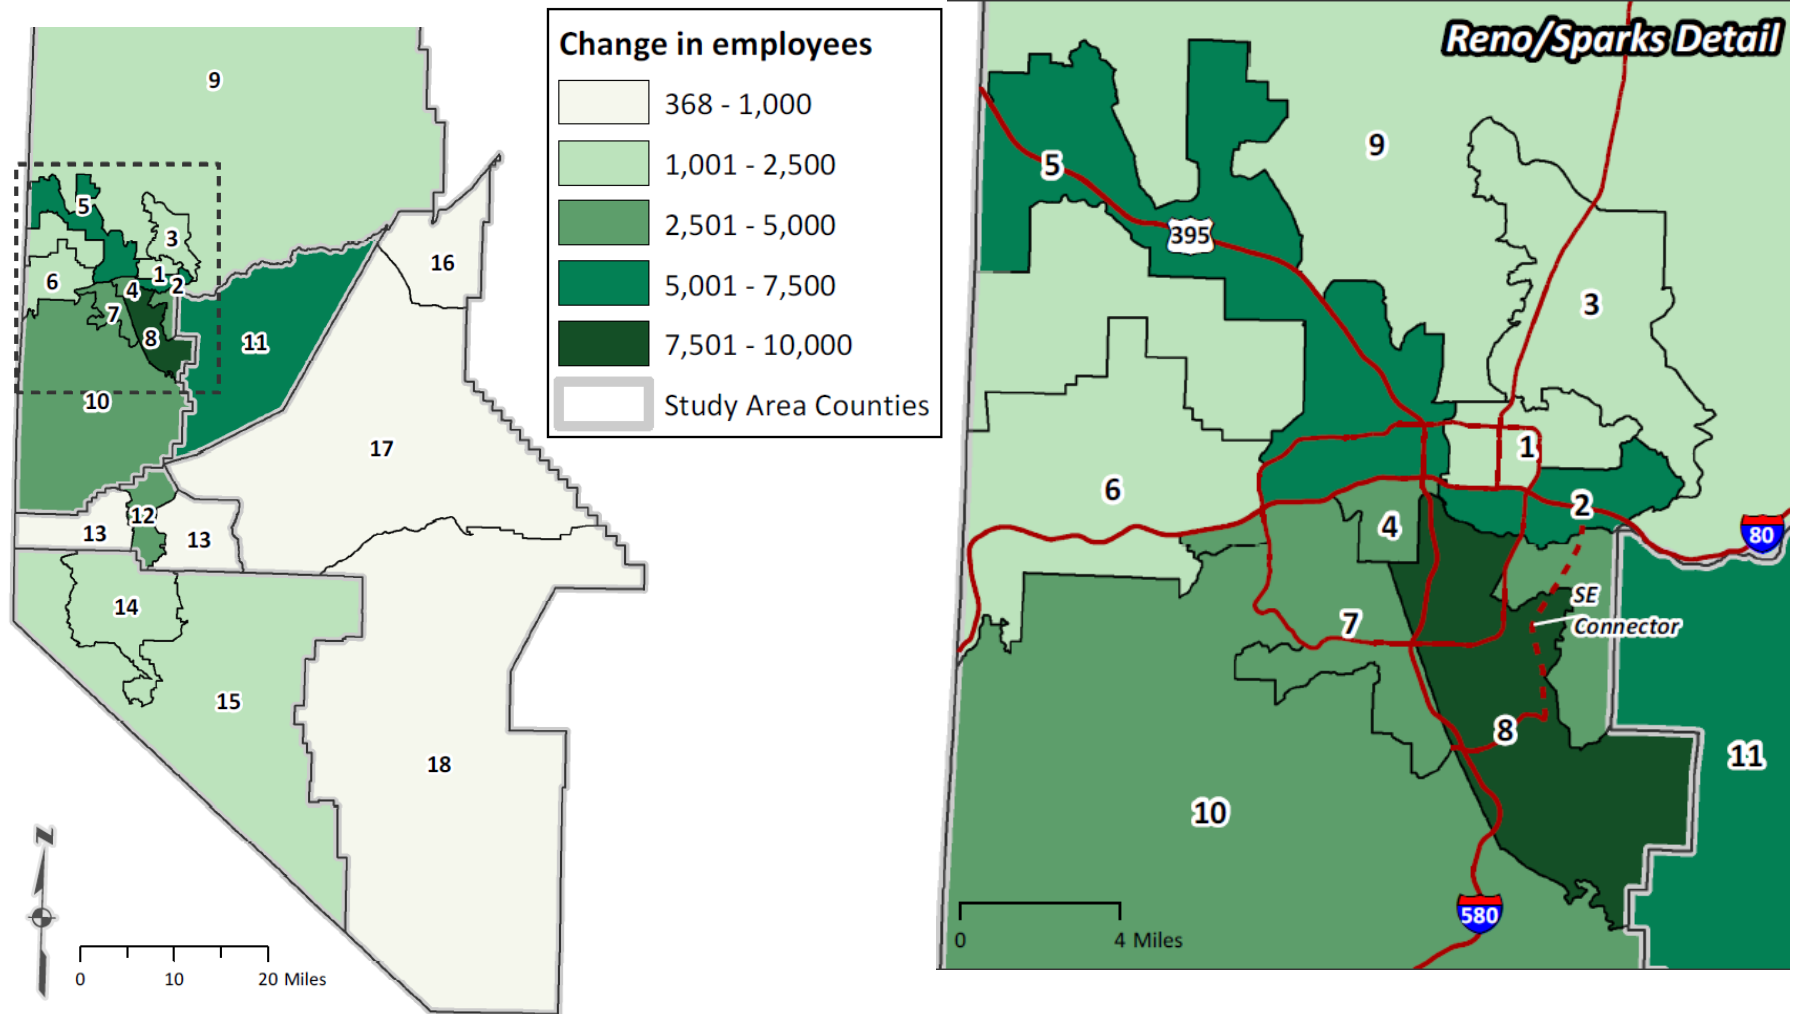 Change in employees
368 - 1,000
1,001 - 2,500
2,501 - 5,000
5,001 - 7,500
7,501 - 10,000
Study Area Counties
9
5
3
16
1
6
2
4
7
8
11
10
17
12
13
13
14
15
18
N
0
10
20 Miles
Reno/Sparks Detail
9
5
395
3
1
6
2
4
80
SE
Connector
7
8
11
10
580
0
4 Miles